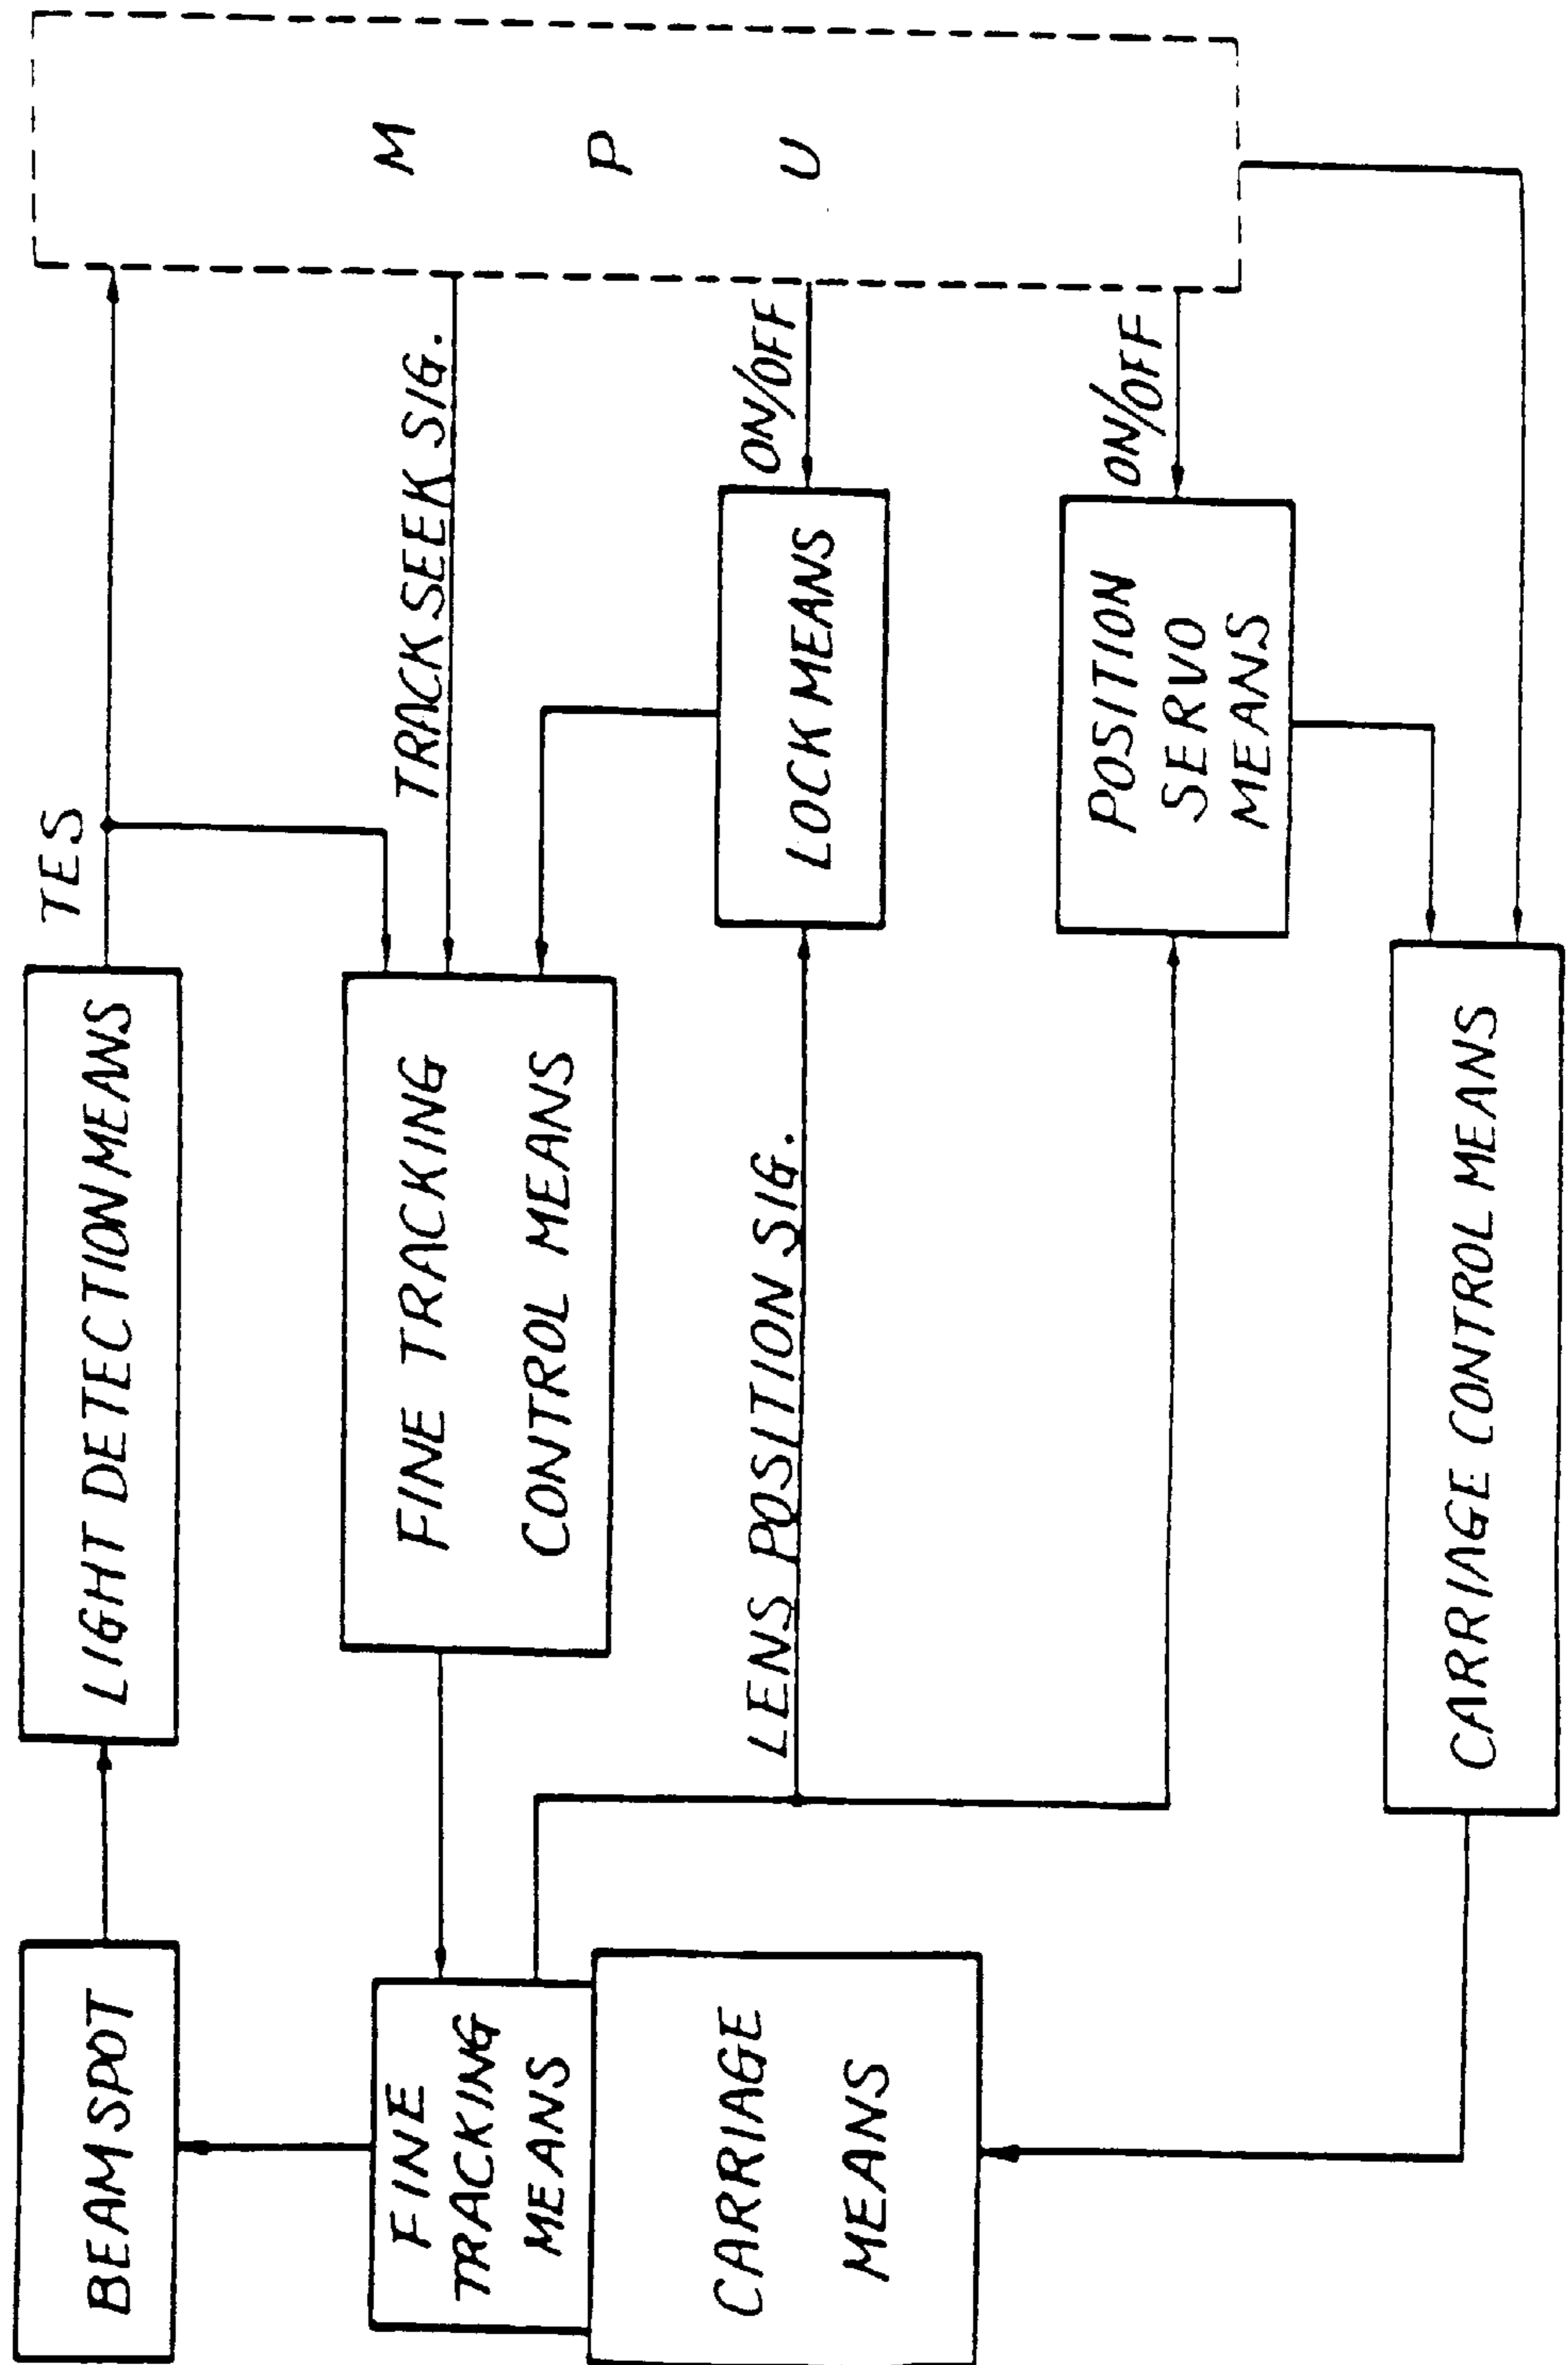 BEAM SPOT
LIGHT DETECTION MEANS
TES
FINE
TRACKING
MEANS
FINE TRACKING
CONTROL MEANS
TRACK SEEK SIG.
CARRIAGE
MEANS
LENS POSITION SIG.
LOCK MEANS
ON/OFF
POSITION
SERVO
MEANS
ON/OFF
CARRIAGE CONTROL MEANS
M P U